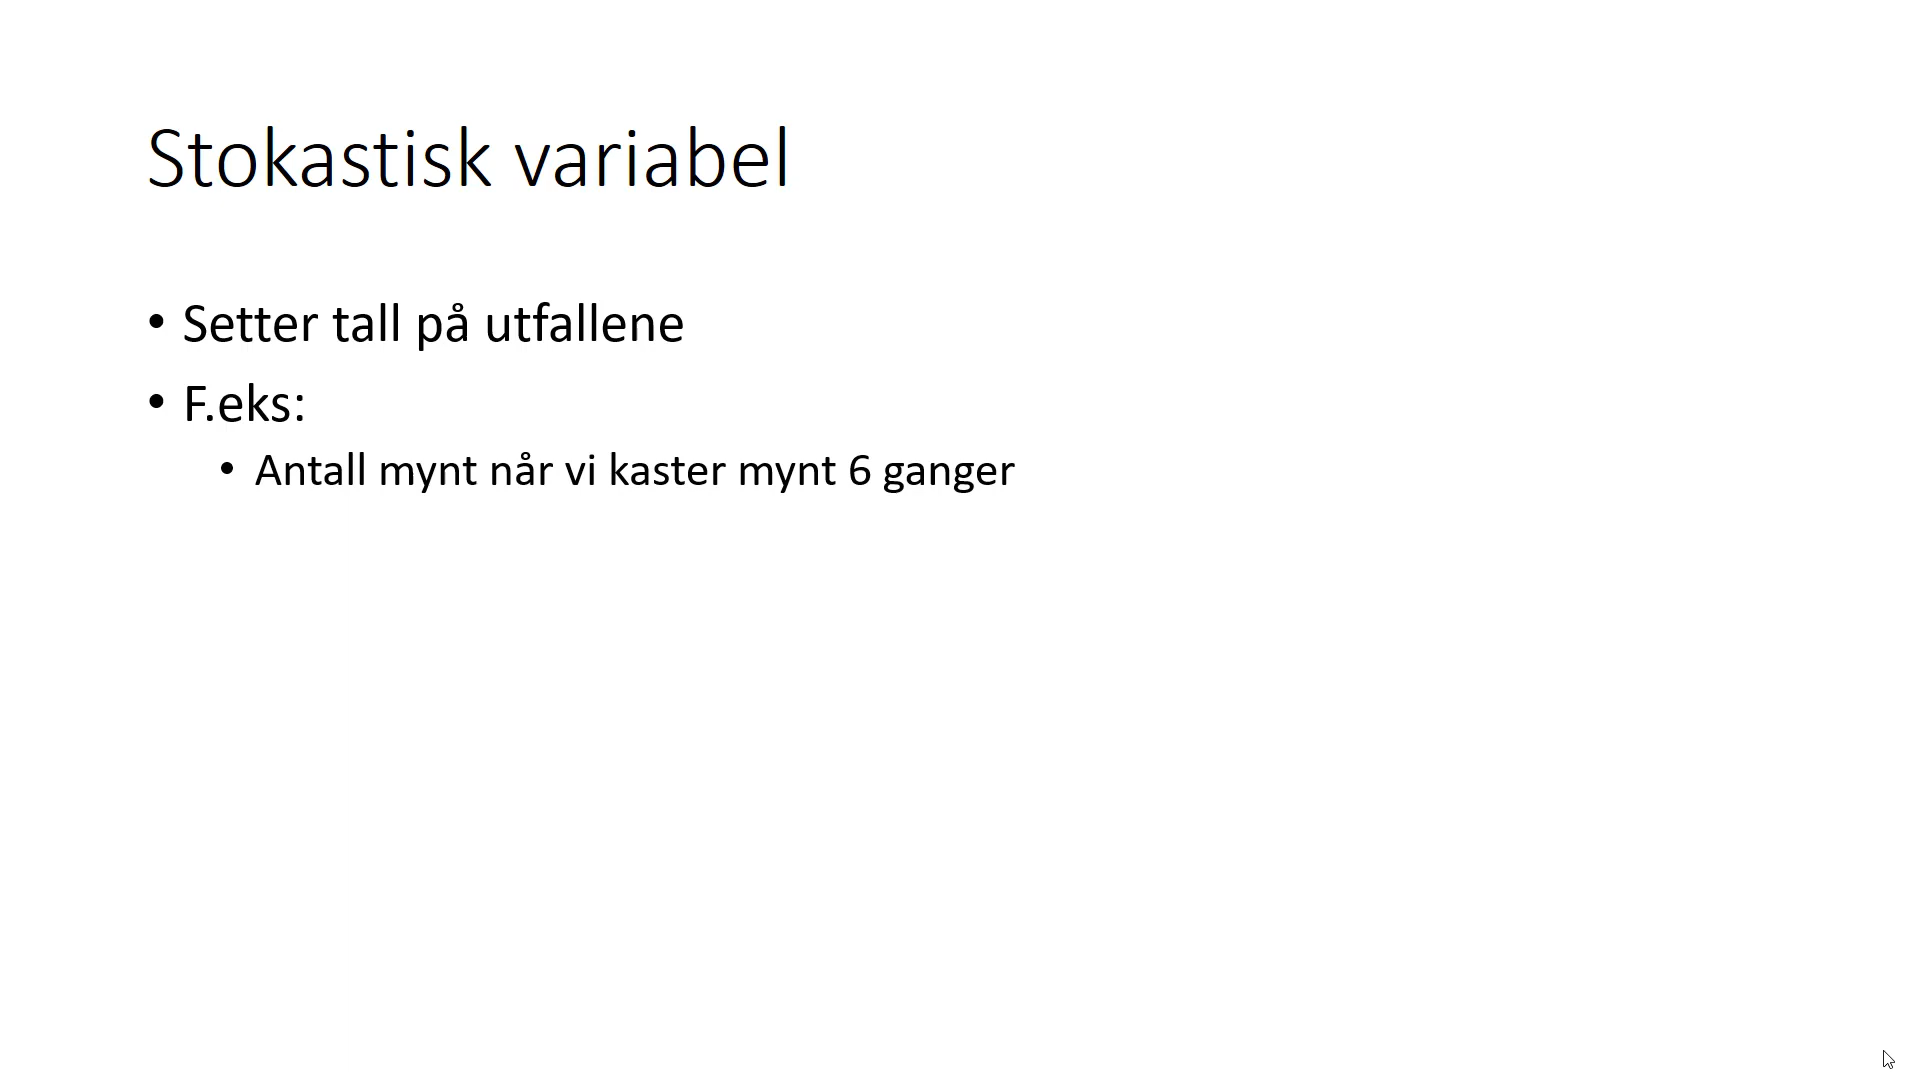 Stokastisk variabel
• Setter tall på utfallene
• F.eks:
• Antall mynt når vi kaster mynt 6 ganger